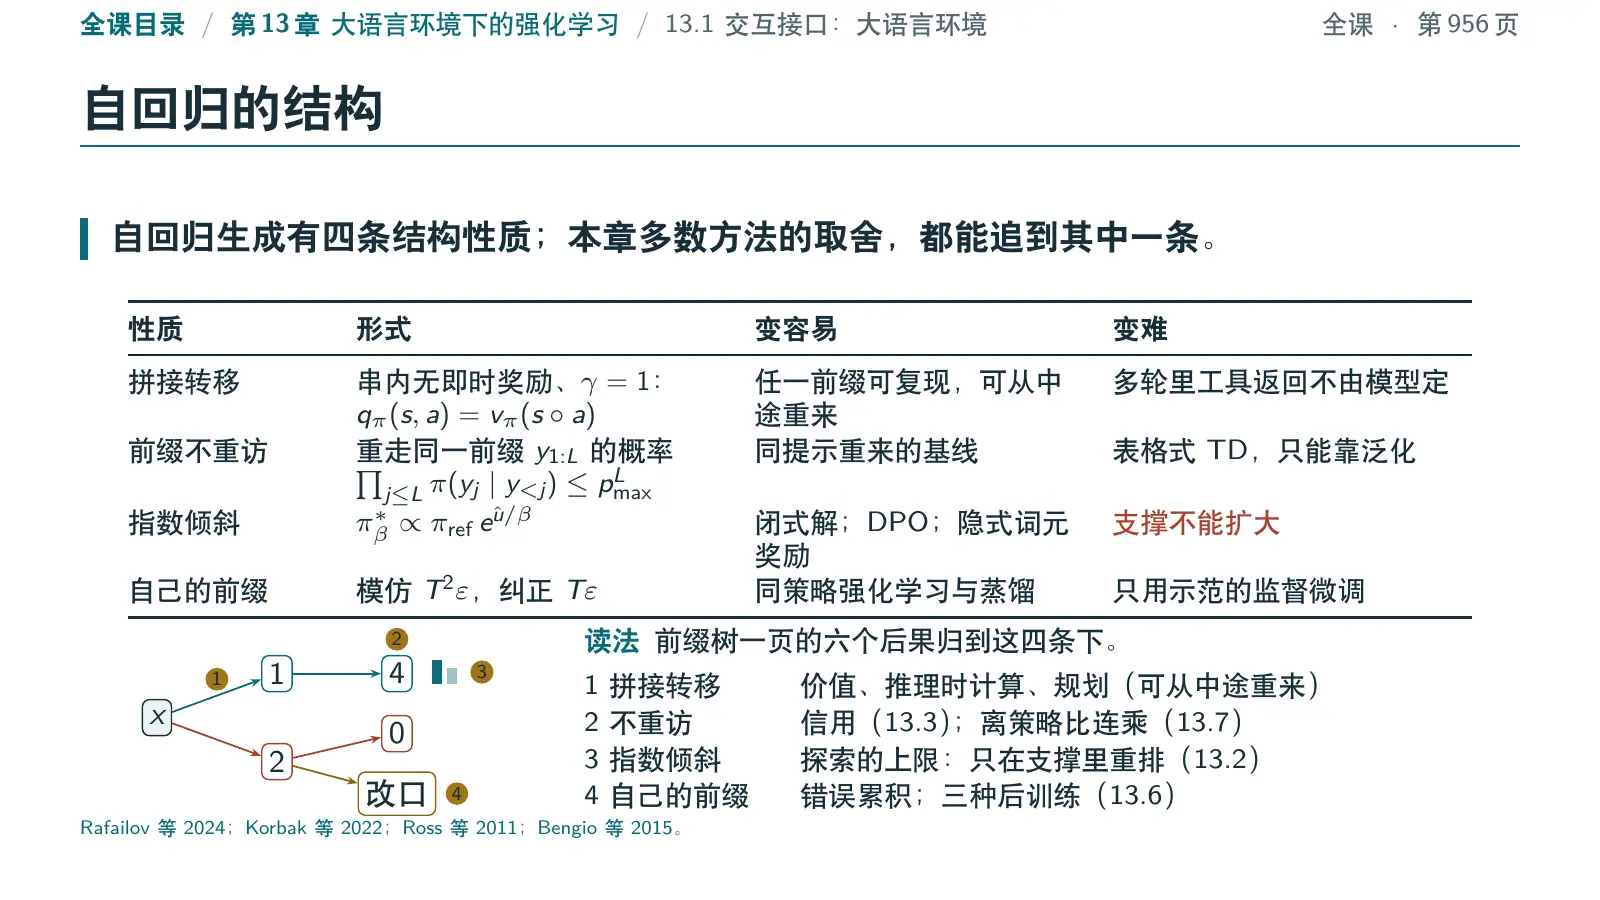 全课目录 / 第 13 章 大语言环境下的强化学习 / 13.1 交互接口：大语言环境 全课 · 第 956 页
自回归的结构
自回归生成有四条结构性质；本章多数方法的取舍，都能追到其中一条。
性质 形式 变容易 变难
拼接转移 串内无即时奖励、γ = 1： 任一前缀可复现，可从中 多轮里工具返回不由模型定
qπ(s, a) = vπ(s ∘ a) 途重来
前缀不重访 重走同一前缀 y1:L 的概率 同提示重来的基线 表格式 TD，只能靠泛化
∏j≤L π(yj | y<j) ≤ p^L_max
指数倾斜 π*β ∝ πref e^û/β 闭式解；DPO；隐式词元 支撑不能扩大
奖励
自己的前缀 模仿 T²ε，纠正 Tε 同策略强化学习与蒸馏 只用示范的监督微调
读法 前缀树一页的六个后果归到这四条下。
1 拼接转移 价值、推理时计算、规划（可从中途重来）
2 不重访 信用（13.3）；离策略比连乘（13.7）
3 指数倾斜 探索的上限：只在支撑里重排（13.2）
4 自己的前缀 错误累积；三种后训练（13.6）
2
1 1 4 3
x
0
2
改口 4
Rafailov 等 2024；Korbak 等 2022；Ross 等 2011；Bengio 等 2015。